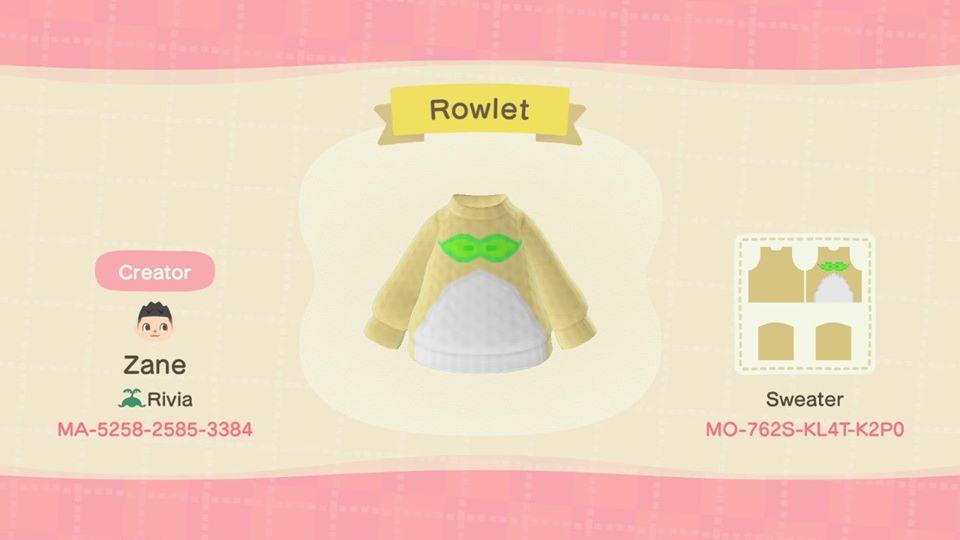 Rowlet
Creator
Zane
Rivia
MA-5258-2585-3384
Sweater
MO-762S-KL4T-K2P0